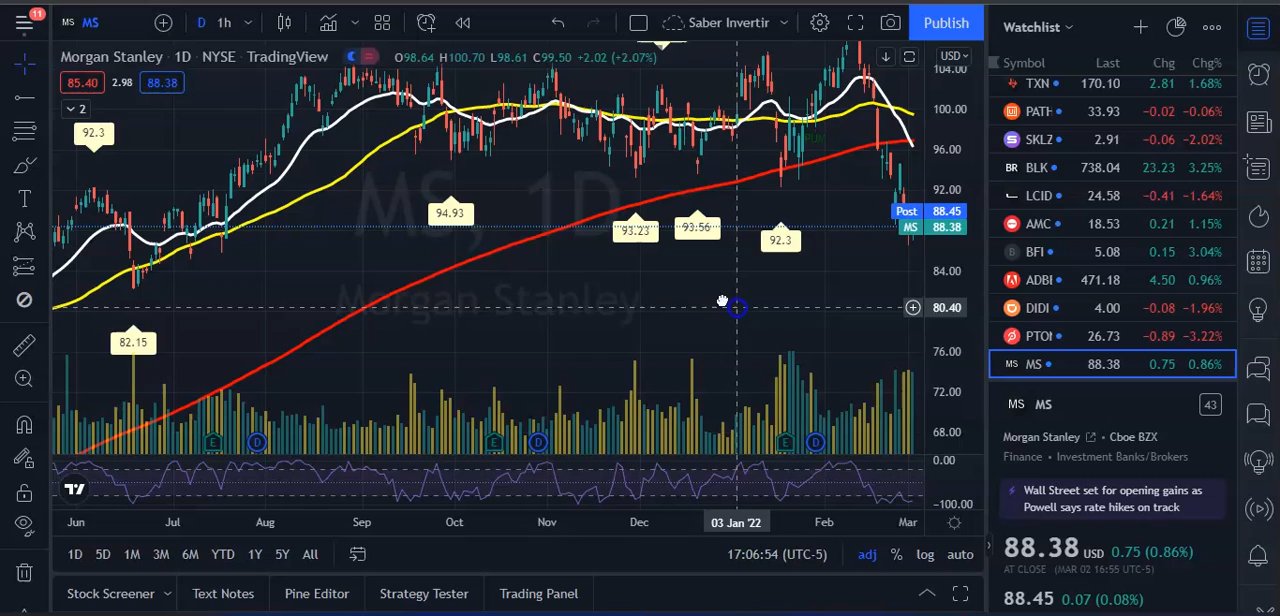 11
MS MS D 1h Saber Invertir Publish
Morgan Stanley • 1D • NYSE • TradingView O98.64 H100.70 L98.61 C99.50 +2.02 (+2.07%) USD
85.40 2.98 88.38
2
104.00
100.00
96.00
92.00
Post 88.45
MS 88.38
84.00
80.40
76.00
72.00
68.00
0.00
-100.00
MS, 1D
Morgan Stanley
92.3
94.93
93.23
93.56
92.3
82.15
E D E D E D
Jun Jul Aug Sep Oct Nov Dec 03 Jan '22 Feb Mar
1D 5D 1M 3M 6M YTD 1Y 5Y All 17:06:54 (UTC-5) adj % log auto
Stock Screener Text Notes Pine Editor Strategy Tester Trading Panel
Watchlist
Symbol Last Chg Chg%
TXN 170.10 2.81 1.68%
PATH 33.93 -0.02 -0.06%
SKLZ 2.91 -0.06 -2.02%
BR BLK 738.04 23.23 3.25%
LCID 24.58 -0.41 -1.64%
AMC 18.53 0.21 1.15%
B BFI 5.08 0.15 3.04%
ADBI 471.18 4.50 0.96%
DIDI 4.00 -0.08 -1.96%
PTON 26.73 -0.89 -3.22%
MS MS 88.38 0.75 0.86%
MS MS 43
Morgan Stanley • Cboe BZX
Finance • Investment Banks/Brokers
Wall Street set for opening gains as
Powell says rate hikes on track
88.38 USD 0.75 (0.86%)
AT CLOSE (MAR 02 16:55 UTC-5)
88.45 0.07 (0.08%)